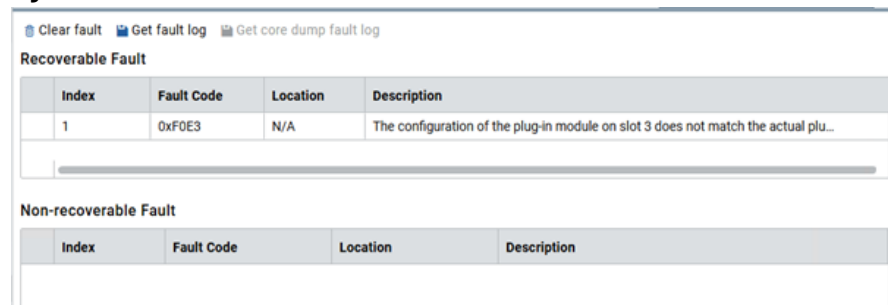 Clear fault Get fault log Get core dump fault log
Recoverable Fault
Index Fault Code Location Description
1 0xF0E3 N/A The configuration of the plug-in module on slot 3 does not match the actual plu...
Non-recoverable Fault
Index Fault Code Location Description